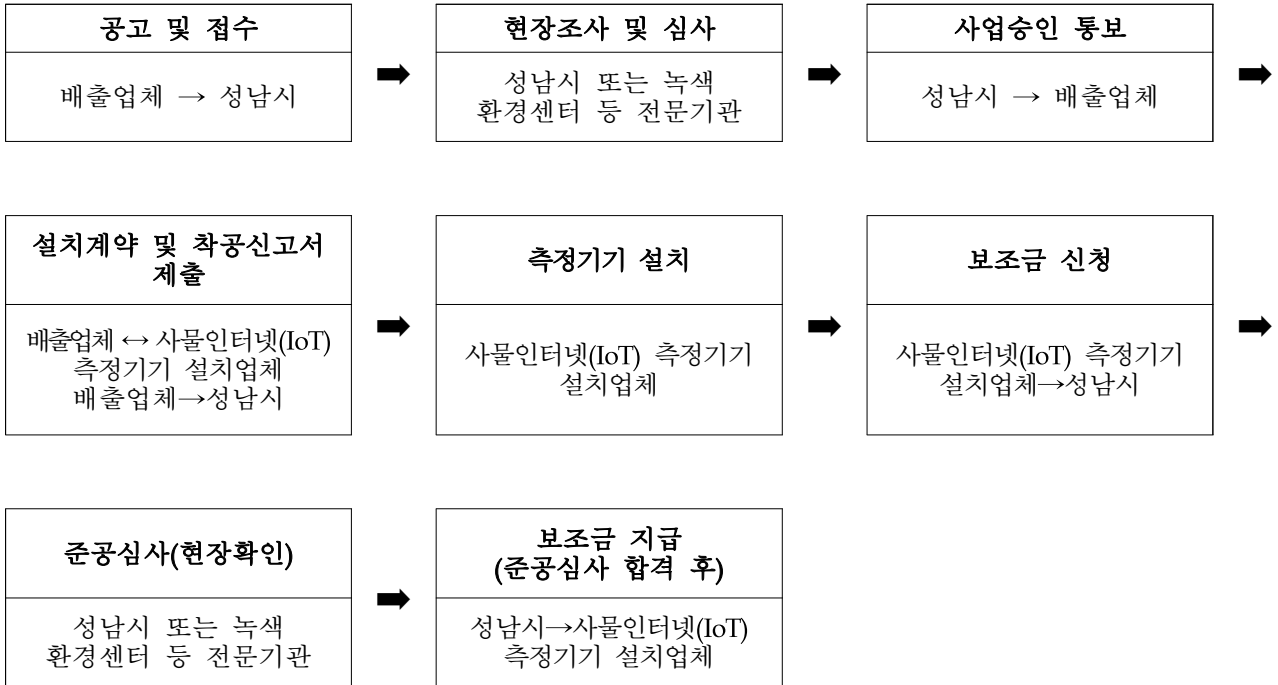 공고 및 접수
배출업체 → 성남시
현장조사 및 심사
성남시 또는 녹색
환경센터 등 전문기관
사업승인 통보
성남시 → 배출업체
설치계약 및 착공신고서
제출
배출업체 ↔ 사물인터넷(IoT)
측정기기 설치업체
배출업체→성남시
측정기기 설치
사물인터넷(IoT) 측정기기
설치업체
보조금 신청
사물인터넷(IoT) 측정기기
설치업체→성남시
준공심사(현장확인)
성남시 또는 녹색
환경센터 등 전문기관
보조금 지급
(준공심사 합격 후)
성남시→사물인터넷(IoT)
측정기기 설치업체